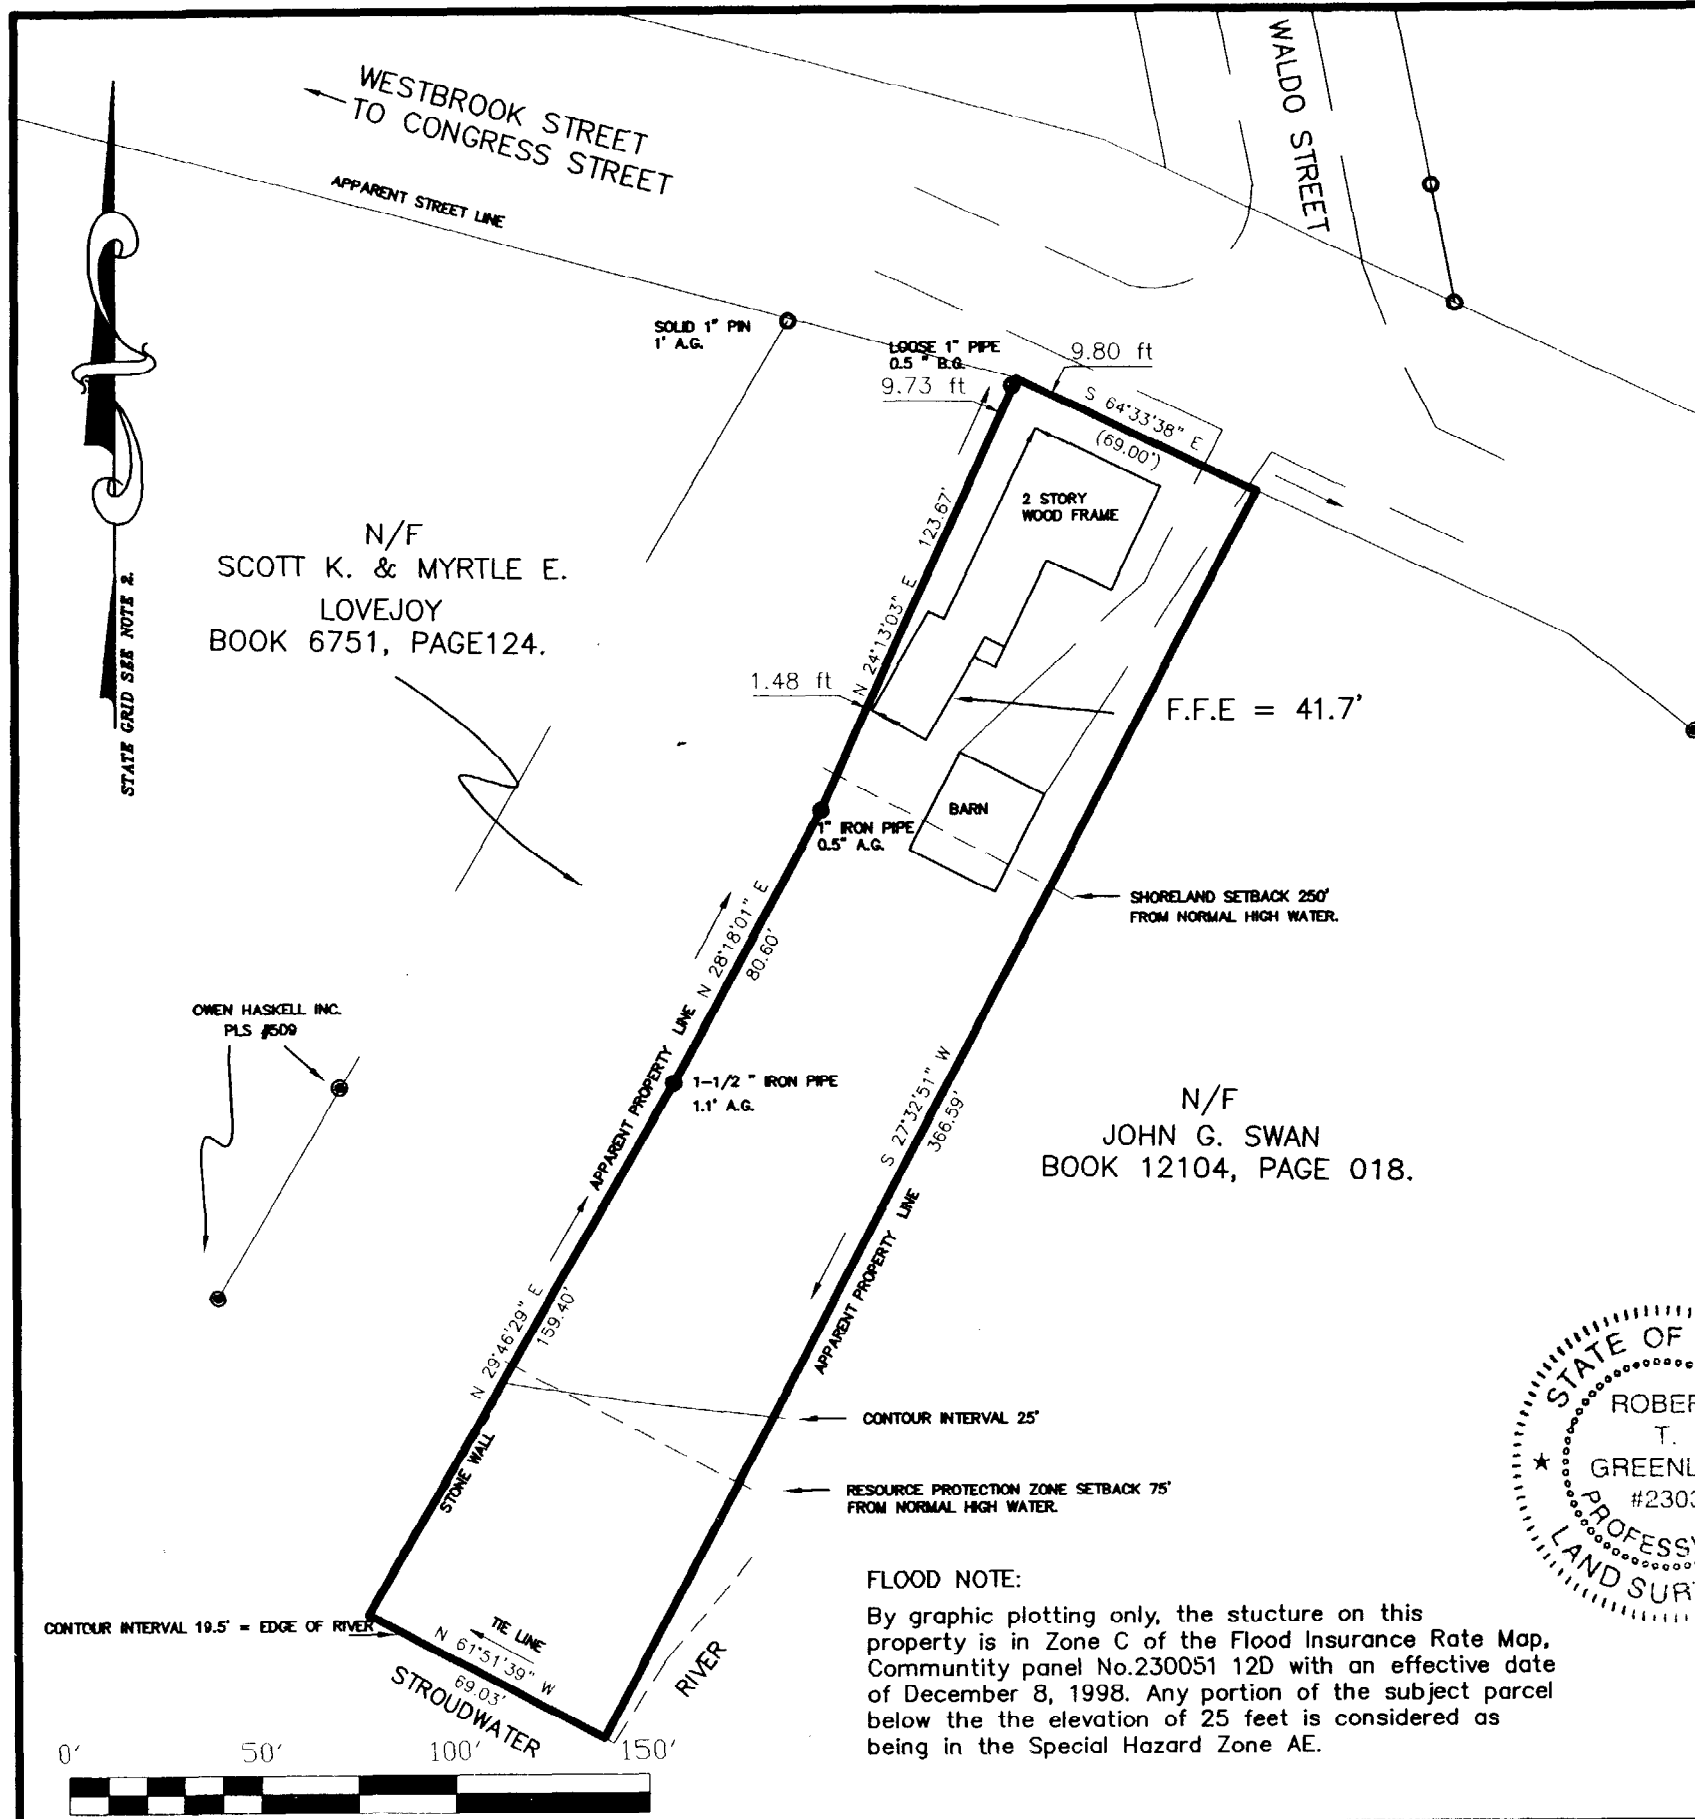 WESTBROOK STREET
TO CONGRESS STREET
WALDO STREET
APPARENT STREET LINE
STATE GRID SEE NOTE 2.
SOLID 1" PIN
1' A.G.
LOOSE 1" PIPE
0.5 " B.G.
9.73 ft
9.80 ft
S 64°33'38" E
(69.00')
2 STORY
WOOD FRAME
123.67'
N 24°13'03" E
N/F
SCOTT K. & MYRTLE E.
LOVEJOY
BOOK 6751, PAGE124.
1.48 ft
F.F.E = 41.7'
BARN
1" IRON PIPE
0.5" A.G.
SHORELAND SETBACK 250'
FROM NORMAL HIGH WATER.
N 28°18'01" E
80.60'
APPARENT PROPERTY LINE
OWEN HASKELL INC.
PLS #509
1-1/2 " IRON PIPE
1.1' A.G.
S 27°32'51" W
366.59'
APPARENT PROPERTY LINE
N/F
JOHN G. SWAN
BOOK 12104, PAGE 018.
N 29°46'29" E
159.40'
STONE WALL
CONTOUR INTERVAL 25'
RESOURCE PROTECTION ZONE SETBACK 75'
FROM NORMAL HIGH WATER.
STATE OF
ROBER
T.
GREENL
#2303
PROFESS
LAND SUR
CONTOUR INTERVAL 19.5' = EDGE OF RIVER
TIE LINE
N 61°51'39" W
69.03'
STROUDWATER
RIVER
FLOOD NOTE:
By graphic plotting only, the stucture on this
property is in Zone C of the Flood Insurance Rate Map,
Communtity panel No.230051 12D with an effective date
of December 8, 1998. Any portion of the subject parcel
below the the elevation of 25 feet is considered as
being in the Special Hazard Zone AE.
0' 50' 100' 150'